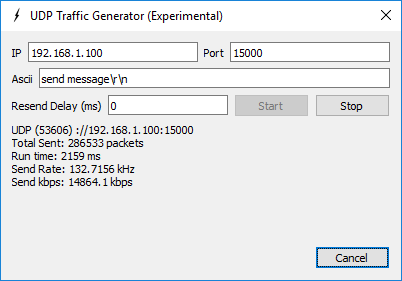 UDP Traffic Generator (Experimental)
IP 192.168.1.100 Port 15000
Ascii send message\r\n
Resend Delay (ms) 0 Start Stop
UDP (53606) ://192.168.1.100:15000
Total Sent: 286533 packets
Run time: 2159 ms
Send Rate: 132.7156 kHz
Send kbps: 14864.1 kbps
Cancel